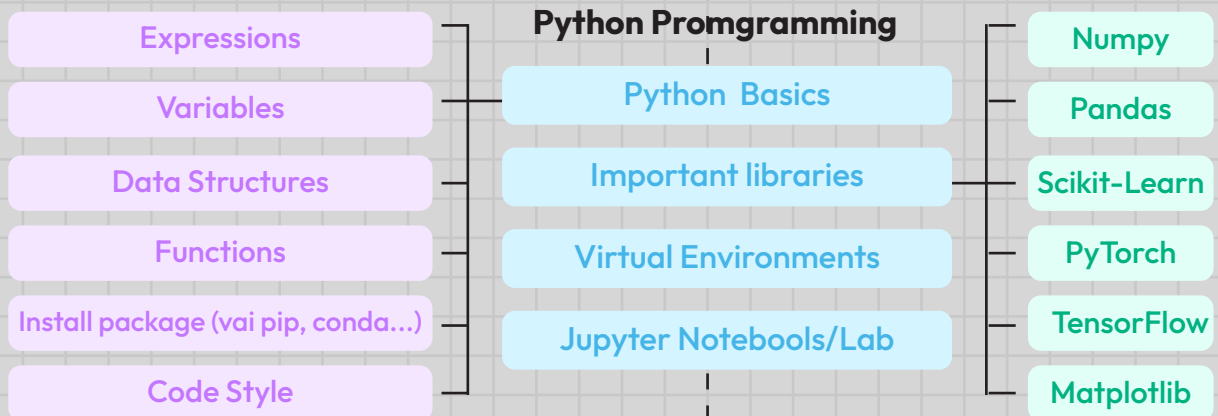 Python Promgramming
Expressions
Variables
Data Structures
Functions
Install package (vai pip, conda...)
Code Style
Python Basics
Important libraries
Virtual Environments
Jupyter Notebools/Lab
Numpy
Pandas
Scikit-Learn
PyTorch
TensorFlow
Matplotlib